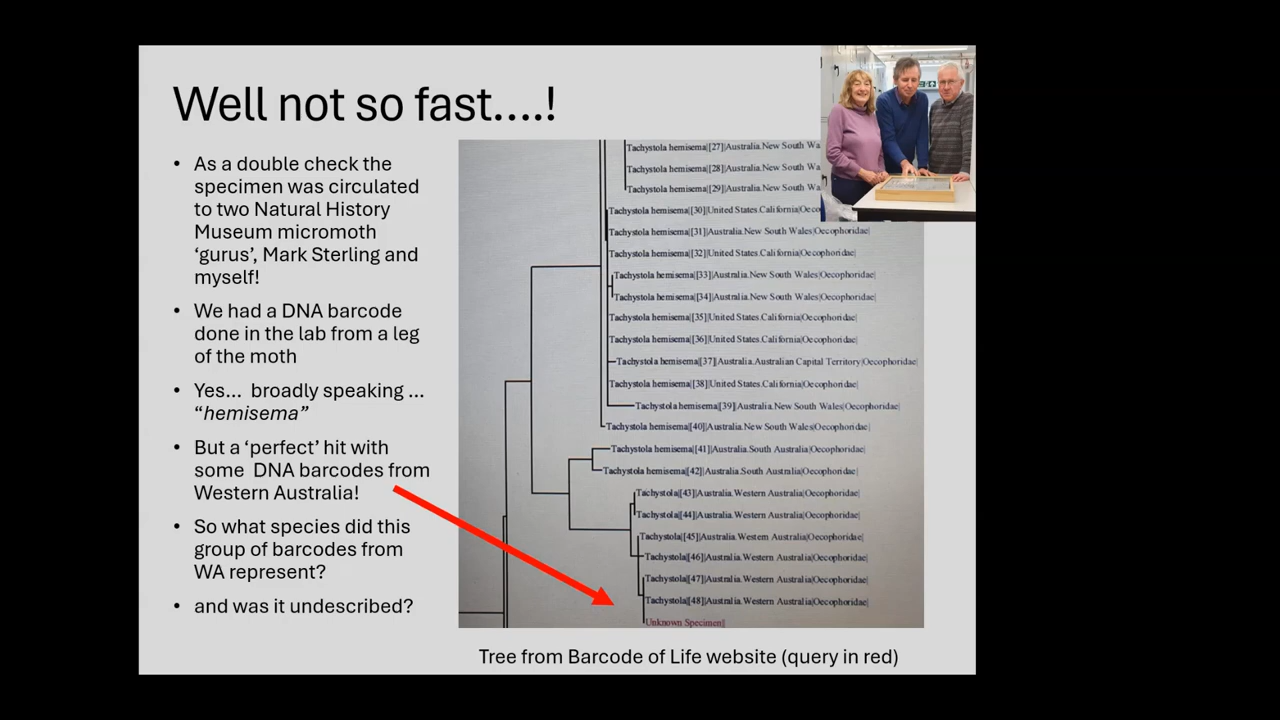 Well not so fast....!
• As a double check the
specimen was circulated
to two Natural History
Museum micromoth
‘gurus’, Mark Sterling and
myself!
• We had a DNA barcode
done in the lab from a leg
of the moth
• Yes... broadly speaking ...
“hemisema”
• But a ‘perfect’ hit with
some DNA barcodes from
Western Australia!
• So what species did this
group of barcodes from
WA represent?
• and was it undescribed?
Tachystola hemisema|[27]|Australia.New South Wa
Tachystola hemisema|[28]|Australia.New South Wa
Tachystola hemisema|[29]|Australia.New South Wa
Tachystola hemisema|[30]|United States.California|Oeco
Tachystola hemisema|[31]|Australia.New South Wales|Oecophoridae|
Tachystola hemisema|[32]|United States.California|Oecophoridae|
Tachystola hemisema|[33]|Australia.New South Wales|Oecophoridae|
Tachystola hemisema|[34]|Australia.New South Wales|Oecophoridae|
Tachystola hemisema|[35]|United States.California|Oecophoridae|
Tachystola hemisema|[36]|United States.California|Oecophoridae|
Tachystola hemisema|[37]|Australia.Australian Capital Territory|Oecophoridae|
Tachystola hemisema|[38]|United States.California|Oecophoridae|
Tachystola hemisema|[39]|Australia.New South Wales|Oecophoridae|
Tachystola hemisema|[40]|Australia.New South Wales|Oecophoridae|
Tachystola hemisema|[41]|Australia.South Australia|Oecophoridae|
Tachystola hemisema|[42]|Australia.South Australia|Oecophoridae|
Tachystola|[43]|Australia.Western Australia|Oecophoridae|
Tachystola|[44]|Australia.Western Australia|Oecophoridae|
Tachystola|[45]|Australia.Western Australia|Oecophoridae|
Tachystola|[46]|Australia.Western Australia|Oecophoridae|
Tachystola|[47]|Australia.Western Australia|Oecophoridae|
Tachystola|[48]|Australia.Western Australia|Oecophoridae|
Unknown Specimen||
Tree from Barcode of Life website (query in red)